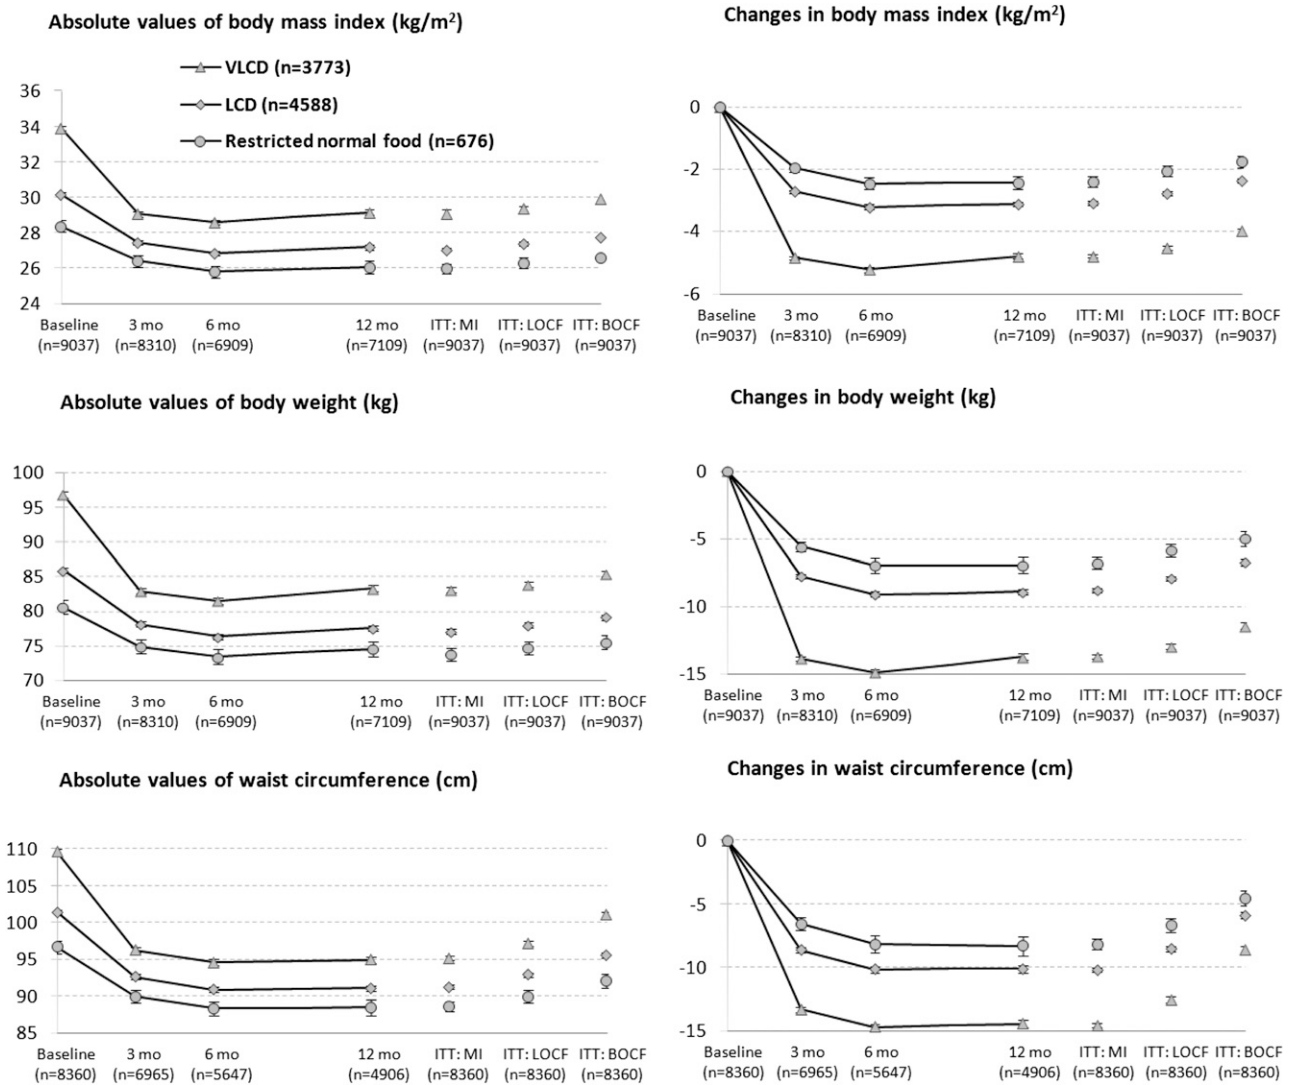 Absolute values of body mass index (kg/m²)
VLCD (n=3773)
LCD (n=4588)
Restricted normal food (n=676)
36
34
32
30
28
26
24
Baseline 3 mo 6 mo 12 mo ITT: MI ITT: LOCF ITT: BOCF
(n=9037) (n=8310) (n=6909) (n=7109) (n=9037) (n=9037) (n=9037)
Changes in body mass index (kg/m²)
0
-2
-4
-6
Baseline 3 mo 6 mo 12 mo ITT: MI ITT: LOCF ITT: BOCF
(n=9037) (n=8310) (n=6909) (n=7109) (n=9037) (n=9037) (n=9037)
Absolute values of body weight (kg)
100
95
90
85
80
75
70
Baseline 3 mo 6 mo 12 mo ITT: MI ITT: LOCF ITT: BOCF
(n=9037) (n=8310) (n=6909) (n=7109) (n=9037) (n=9037) (n=9037)
Changes in body weight (kg)
0
-5
-10
-15
Baseline 3 mo 6 mo 12 mo ITT: MI ITT: LOCF ITT: BOCF
(n=9037) (n=8310) (n=6909) (n=7109) (n=9037) (n=9037) (n=9037)
Absolute values of waist circumference (cm)
110
105
100
95
90
85
Baseline 3 mo 6 mo 12 mo ITT: MI ITT: LOCF ITT: BOCF
(n=8360) (n=6965) (n=5647) (n=4906) (n=8360) (n=8360) (n=8360)
Changes in waist circumference (cm)
0
-5
-10
-15
Baseline 3 mo 6 mo 12 mo ITT: MI ITT: LOCF ITT: BOCF
(n=8360) (n=6965) (n=5647) (n=4906) (n=8360) (n=8360) (n=8360)